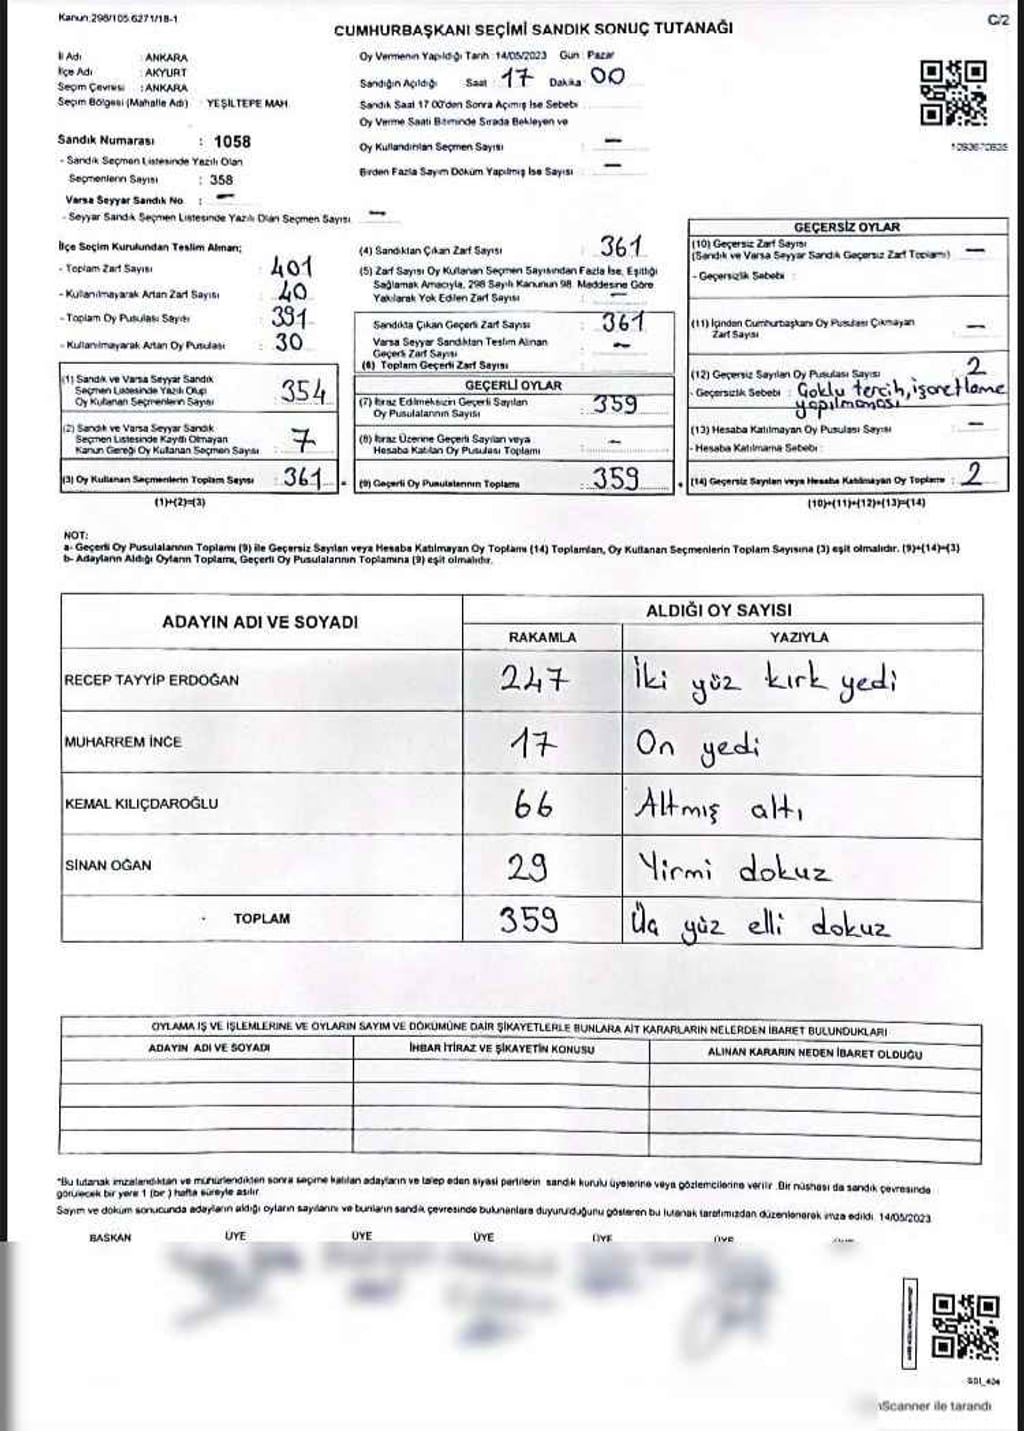 Kanun.298/105.6271/18-1
C/2
CUMHURBAŞKANI SEÇİMİ SANDIK SONUÇ TUTANAĞI
İl Adı : ANKARA
İlçe Adı : AKYURT
Seçim Çevresi : ANKARA
Seçim Bölgesi (Mahalle Adı) : YEŞİLTEPE MAH.
Sandık Numarası : 1058
- Sandık Seçmen Listesinde Yazılı Olan
Seçmenlerin Sayısı : 358
Varsa Seyyar Sandık No : -
- Seyyar Sandık Seçmen Listesinde Yazılı Olan Seçmen Sayısı -
Oy Vermenin Yapıldığı Tarih :14/05/2023 Gün : Pazar
Sandığın Açıldığı Saat : 17 Dakika : 00
Sandık Saat 17.00'den Sonra Açılmış İse Sebebi :
Oy Verme Saati Bitiminde Sırada Bekleyen ve
Oy Kullandırılan Seçmen Sayısı : -
Birden Fazla Sayım Döküm Yapılmış İse Sayısı : -
İlçe Seçim Kurulundan Teslim Alınan;
- Toplam Zarf Sayısı : 401
- Kullanılmayarak Artan Zarf Sayısı : 40
- Toplam Oy Pusulası Sayısı : 391
- Kullanılmayarak Artan Oy Pusulası : 30
(1) Sandık ve Varsa Seyyar Sandık
Seçmen Listesinde Yazılı Olup
Oy Kullanan Seçmenlerin Sayısı : 354
(2) Sandık ve Varsa Seyyar Sandık
Seçmen Listesinde Kayıtlı Olmayan
Kanun Gereği Oy Kullanan Seçmen Sayısı : 7
(3) Oy Kullanan Seçmenlerin Toplam Sayısı : 361
(1)+(2)=(3)
(4) Sandıktan Çıkan Zarf Sayısı : 361
(5) Zarf Sayısı Oy Kullanan Seçmen Sayısından Fazla İse, Eşitliği
Sağlamak Amacıyla, 298 Sayılı Kanunun 98. Maddesine Göre
Yakılarak Yok Edilen Zarf Sayısı : -
Sandıkta Çıkan Geçerli Zarf Sayısı : 361
Varsa Seyyar Sandıktan Teslim Alınan
Geçerli Zarf Sayısı : -
(6) Toplam Geçerli Zarf Sayısı :
GEÇERLİ OYLAR
(7) İtiraz Edilmeksizin Geçerli Sayılan
Oy Pusulalarının Sayısı : 359
(8) İtiraz Üzerine Geçerli Sayılan veya
Hesaba Katılan Oy Pusulası Toplamı : -
(9) Geçerli Oy Pusulalarının Toplamı : 359
GEÇERSİZ OYLAR
(10) Geçersiz Zarf Sayısı
(Sandık ve Varsa Seyyar Sandık Geçersiz Zarf Toplamı) -
- Geçersizlik Sebebi :
(11) İçinden Cumhurbaşkanı Oy Pusulası Çıkmayan
Zarf Sayısı -
(12) Geçersiz Sayılan Oy Pusulası Sayısı 2
- Geçersizlik Sebebi : Çoklu tercih, işaretleme
yapılmaması
(13) Hesaba Katılmayan Oy Pusulası Sayısı -
- Hesaba Katılmama Sebebi :
(14) Geçersiz Sayılan veya Hesaba Katılmayan Oy Toplamı : 2
(10)+(11)+(12)+(13)=(14)
NOT:
a- Geçerli Oy Pusulalarının Toplamı (9) ile Geçersiz Sayılan veya Hesaba Katılmayan Oy Toplamı (14) Toplamları, Oy Kullanan Seçmenlerin Toplam Sayısına (3) eşit olmalıdır. (9)+(14)=(3)
b- Adayların Aldığı Oyların Toplamı, Geçerli Oy Pusulalarının Toplamına (9) eşit olmalıdır.
ADAYIN ADI VE SOYADI
ALDIĞI OY SAYISI
RAKAMLA YAZIYLA
RECEP TAYYİP ERDOĞAN 247 İki yüz kırk yedi
MUHARREM İNCE 17 On yedi
KEMAL KILIÇDAROĞLU 66 Altmış altı
SİNAN OĞAN 29 Yirmi dokuz
TOPLAM 359 Üç yüz elli dokuz
OYLAMA İŞ VE İŞLEMLERİNE VE OYLARIN SAYIM VE DÖKÜMÜNE DAİR ŞİKAYETLERLE BUNLARA AİT KARARLARIN NELERDEN İBARET BULUNDUKLARI
ADAYIN ADI VE SOYADI İHBAR İTİRAZ VE ŞİKAYETİN KONUSU ALINAN KARARIN NEDEN İBARET OLDUĞU
*Bu tutanak imzalandıktan ve mühürlendikten sonra seçime katılan adayların ve talep eden siyasi partilerin sandık kurulu üyelerine veya gözlemcilerine verilir. Bir nüshası da sandık çevresinde
görülecek bir yere 1 (bir) hafta süreyle asılır.
Sayım ve döküm sonucunda adayların aldığı oyların sayılarını ve bunların sandık çevresinde bulunanlara duyurulduğunu gösteren bu tutanak tarafımızdan düzenlenerek imza edildi. 14/05/2023
BAŞKAN ÜYE ÜYE ÜYE ÜYE ÜYE
Scanner ile tarandı